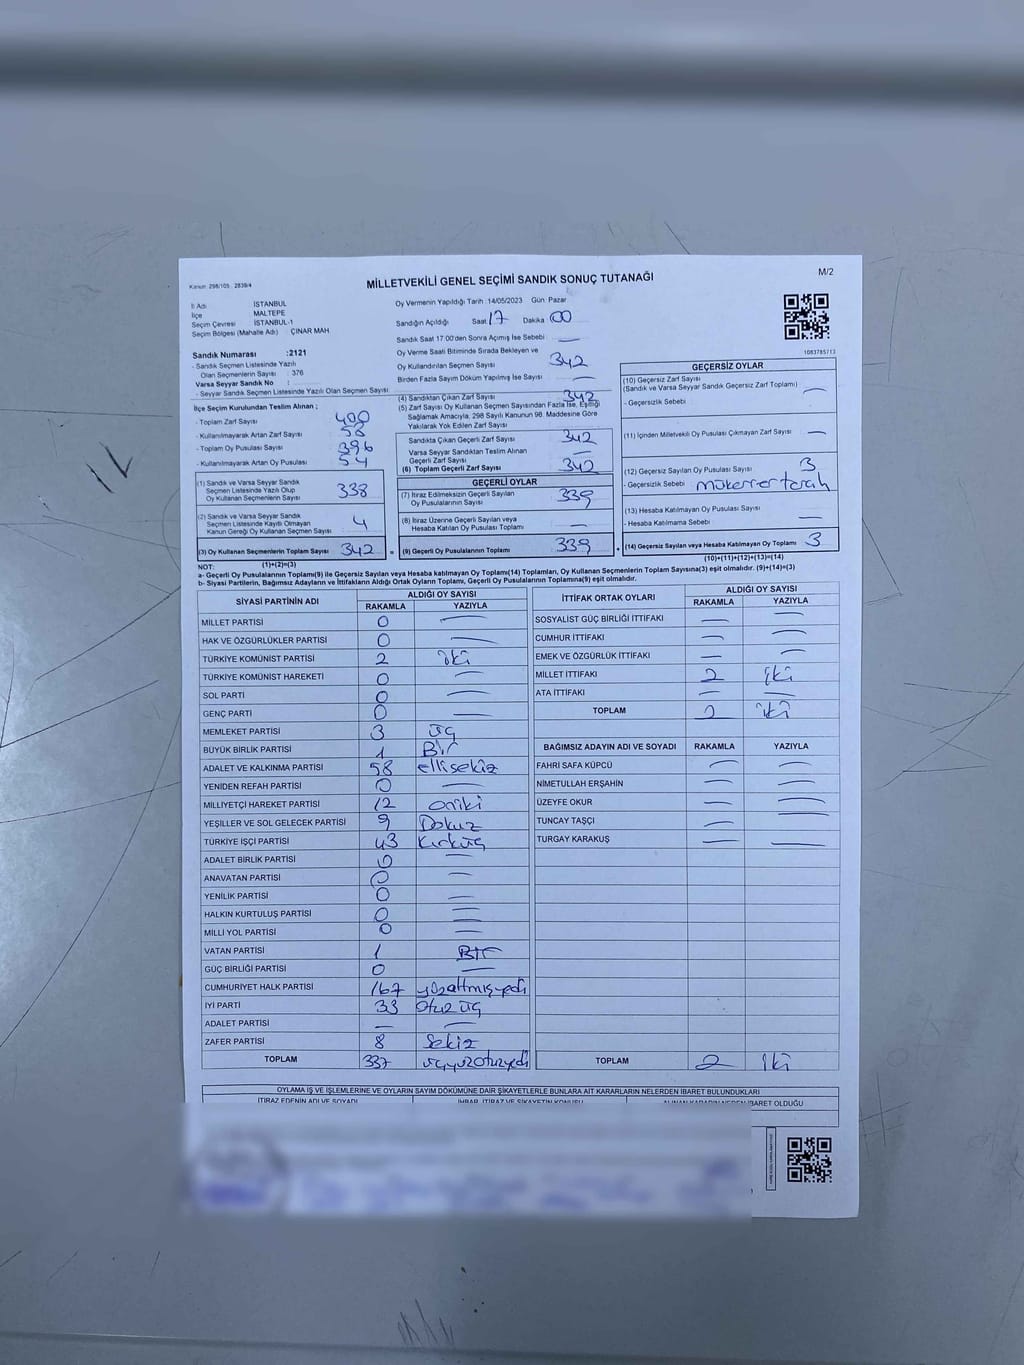 Kanun: 298/105 2839/4
MİLLETVEKİLİ GENEL SEÇİMİ SANDIK SONUÇ TUTANAĞI
M/2
İl Adı İSTANBUL
İlçe MALTEPE
Seçim Çevresi İSTANBUL-1
Seçim Bölgesi (Mahalle Adı) ÇINAR MAH
Sandık Numarası :2121
- Sandık Seçmen Listesinde Yazılı
Olan Seçmenlerin Sayısı : 376
Varsa Seyyar Sandık No :
- Seyyar Sandık Seçmen Listesinde Yazılı Olan Seçmen Sayısı:
Oy Vermenin Yapıldığı Tarih :14/05/2023 Gün Pazar
Sandığın Açıldığı Saat 17 Dakika 00
Sandık Saat 17:00'den Sonra Açılmış İse Sebebi : —
Oy Verme Saati Bitiminde Sırada Bekleyen ve
Oy Kullandırılan Seçmen Sayısı 342
Birden Fazla Sayım Döküm Yapılmış İse Sayısı —
1083785/13
İlçe Seçim Kurulundan Teslim Alınan ;
- Toplam Zarf Sayısı 400
- Kullanılmayarak Artan Zarf Sayısı 58
- Toplam Oy Pusulası Sayısı 396
- Kullanılmayarak Artan Oy Pusulası 54
(4) Sandıktan Çıkan Zarf Sayısı 342
(5) Zarf Sayısı Oy Kullanan Seçmen Sayısından Fazla İse, Eşitliği
Sağlamak Amacıyla, 298 Sayılı Kanunun 98. Maddesine Göre
Yakılarak Yok Edilen Zarf Sayısı
Sandıkta Çıkan Geçerli Zarf Sayısı 342
Varsa Seyyar Sandıktan Teslim Alınan
Geçerli Zarf Sayısı —
(6) Toplam Geçerli Zarf Sayısı 342
GEÇERSİZ OYLAR
(10) Geçersiz Zarf Sayısı
(Sandık ve Varsa Seyyar Sandık Geçersiz Zarf Toplamı) —
- Geçersizlik Sebebi
(11) İçinden Milletvekili Oy Pusulası Çıkmayan Zarf Sayısı —
(12) Geçersiz Sayılan Oy Pusulası Sayısı 3
- Geçersizlik Sebebi mükerrer tercih
(13) Hesaba Katılmayan Oy Pusulası Sayısı
- Hesaba Katılmama Sebebi —
(14) Geçersiz Sayılan veya Hesaba Katılmayan Oy Toplamı 3
(10)+(11)+(12)+(13)=(14)
(1) Sandık ve Varsa Seyyar Sandık
Seçmen Listesinde Yazılı Olup
Oy Kullanan Seçmenlerin Sayısı 338
(2) Sandık ve Varsa Seyyar Sandık
Seçmen Listesinde Kayıtlı Olmayan
Kanun Gereği Oy Kullanan Seçmen Sayısı 4
(3) Oy Kullanan Seçmenlerin Toplam Sayısı 342
(1)+(2)=(3)
GEÇERLİ OYLAR
(7) İtiraz Edilmeksizin Geçerli Sayılan
Oy Pusulalarının Sayısı 339
(8) İtiraz Üzerine Geçerli Sayılan veya
Hesaba Katılan Oy Pusulası Toplamı —
= (9) Geçerli Oy Pusulalarının Toplamı 339 +
NOT:
a- Geçerli Oy Pusulalarının Toplamı(9) ile Geçersiz Sayılan veya Hesaba katılmayan Oy Toplamı(14) Toplamları, Oy Kullanan Seçmenlerin Toplam Sayısına(3) eşit olmalıdır. (9)+(14)=(3)
b- Siyasi Partilerin, Bağımsız Adayların ve İttifakların Aldığı Ortak Oyların Toplamı, Geçerli Oy Pusulalarının Toplamına(9) eşit olmalıdır.
SİYASİ PARTİNİN ADI ALDIĞI OY SAYISI
RAKAMLA YAZIYLA
MİLLET PARTİSİ 0 —
HAK VE ÖZGÜRLÜKLER PARTİSİ 0 —
TÜRKİYE KOMÜNİST PARTİSİ 2 iki
TÜRKİYE KOMÜNİST HAREKETİ 0 —
SOL PARTİ 0 —
GENÇ PARTİ 0 —
MEMLEKET PARTİSİ 3 üç
BÜYÜK BİRLİK PARTİSİ 1 Bir
ADALET VE KALKINMA PARTİSİ 58 ellisekiz
YENİDEN REFAH PARTİSİ 0 —
MİLLİYETÇİ HAREKET PARTİSİ 12 oniki
YEŞİLLER VE SOL GELECEK PARTİSİ 9 Dokuz
TÜRKİYE İŞÇİ PARTİSİ 43 Kırküç
ADALET BİRLİK PARTİSİ 0 —
ANAVATAN PARTİSİ 0 —
YENİLİK PARTİSİ 0 —
HALKIN KURTULUŞ PARTİSİ 0 —
MİLLİ YOL PARTİSİ 0 —
VATAN PARTİSİ 1 Bir
GÜÇ BİRLİĞİ PARTİSİ 0 —
CUMHURİYET HALK PARTİSİ 167 yüzaltmışyedi
İYİ PARTİ 33 Otuz üç
ADALET PARTİSİ — —
ZAFER PARTİSİ 8 Sekiz
TOPLAM 337 üçyüzotuzyedi
İTTİFAK ORTAK OYLARI ALDIĞI OY SAYISI
RAKAMLA YAZIYLA
SOSYALİST GÜÇ BİRLİĞİ İTTİFAKI — —
CUMHUR İTTİFAKI — —
EMEK VE ÖZGÜRLÜK İTTİFAKI — —
MİLLET İTTİFAKI 2 iki
ATA İTTİFAKI — —
TOPLAM 2 iki
BAĞIMSIZ ADAYIN ADI VE SOYADI RAKAMLA YAZIYLA
FAHRİ SAFA KÜPCÜ — —
NİMETULLAH ERŞAHİN — —
ÜZEYFE OKUR — —
TUNCAY TAŞÇI — —
TURGAY KARAKUŞ — —
TOPLAM 2 iki
OYLAMA İŞ VE İŞLEMLERİNE VE OYLARIN SAYIM DÖKÜMÜNE DAİR ŞİKAYETLERLE BUNLARA AİT KARARLARIN NELERDEN İBARET BULUNDUKLARI
İTİRAZ EDENİN ADI VE SOYADI İHBAR, İTİRAZ VE ŞİKAYETİN KONUSU ALINAN KARARIN NEDEN İBARET OLDUĞU